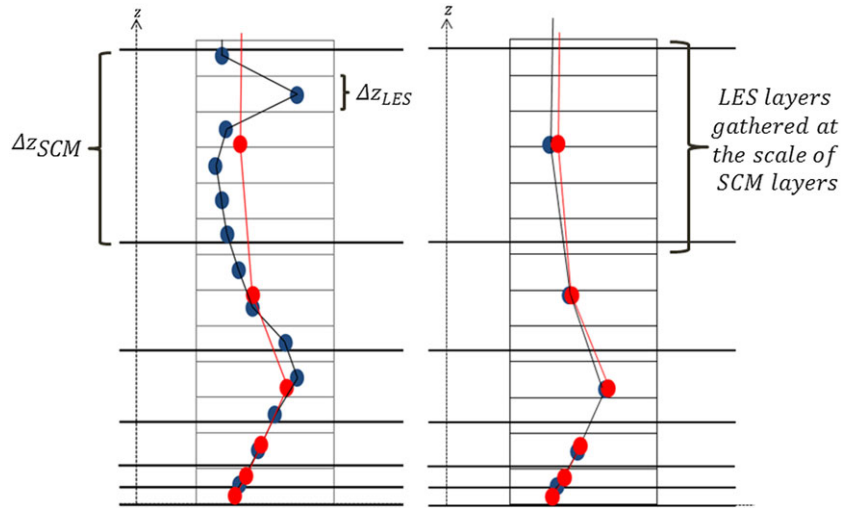 z
z
Δz_SCM
Δz_LES
LES layers
gathered at
the scale of
SCM layers